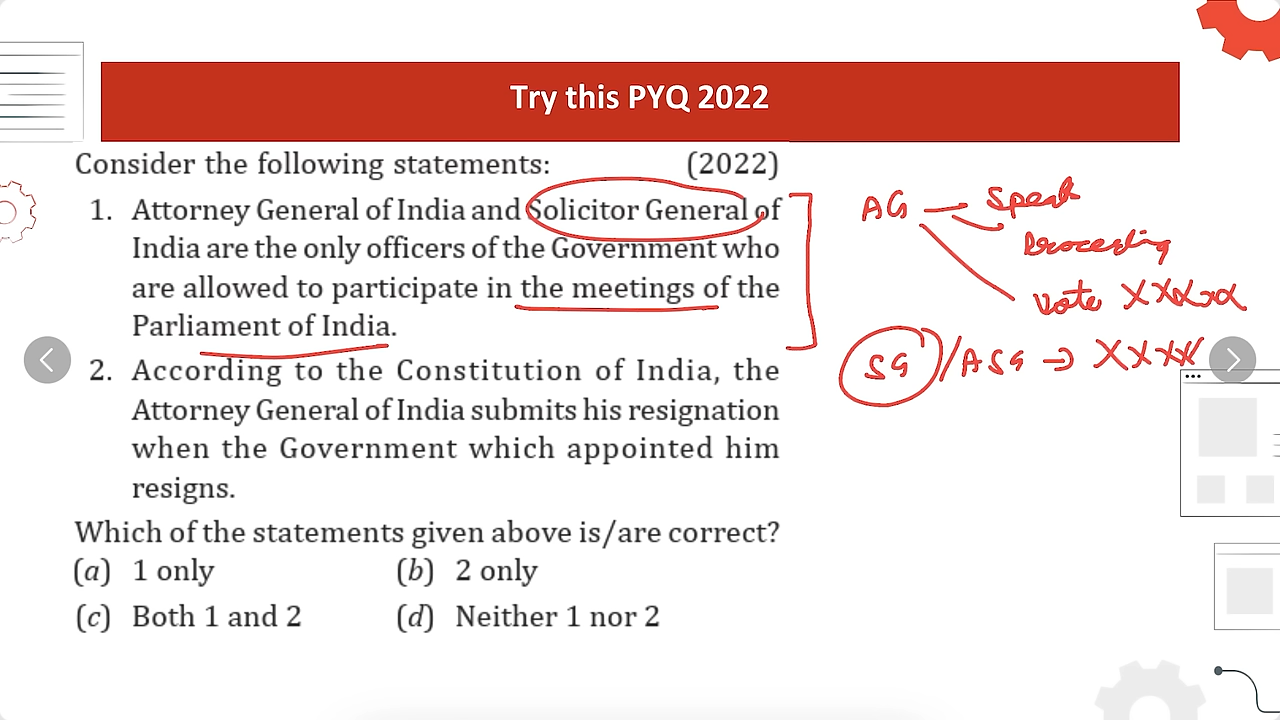 Try this PYQ 2022
Consider the following statements: (2022)
1. Attorney General of India and Solicitor General of
India are the only officers of the Government who
are allowed to participate in the meetings of the
Parliament of India.
2. According to the Constitution of India, the
Attorney General of India submits his resignation
when the Government which appointed him
resigns.
Which of the statements given above is/are correct?
(a) 1 only (b) 2 only
(c) Both 1 and 2 (d) Neither 1 nor 2
AG — Speak
Proceeding
Vote XXXXX
SG / ASG → XXXX